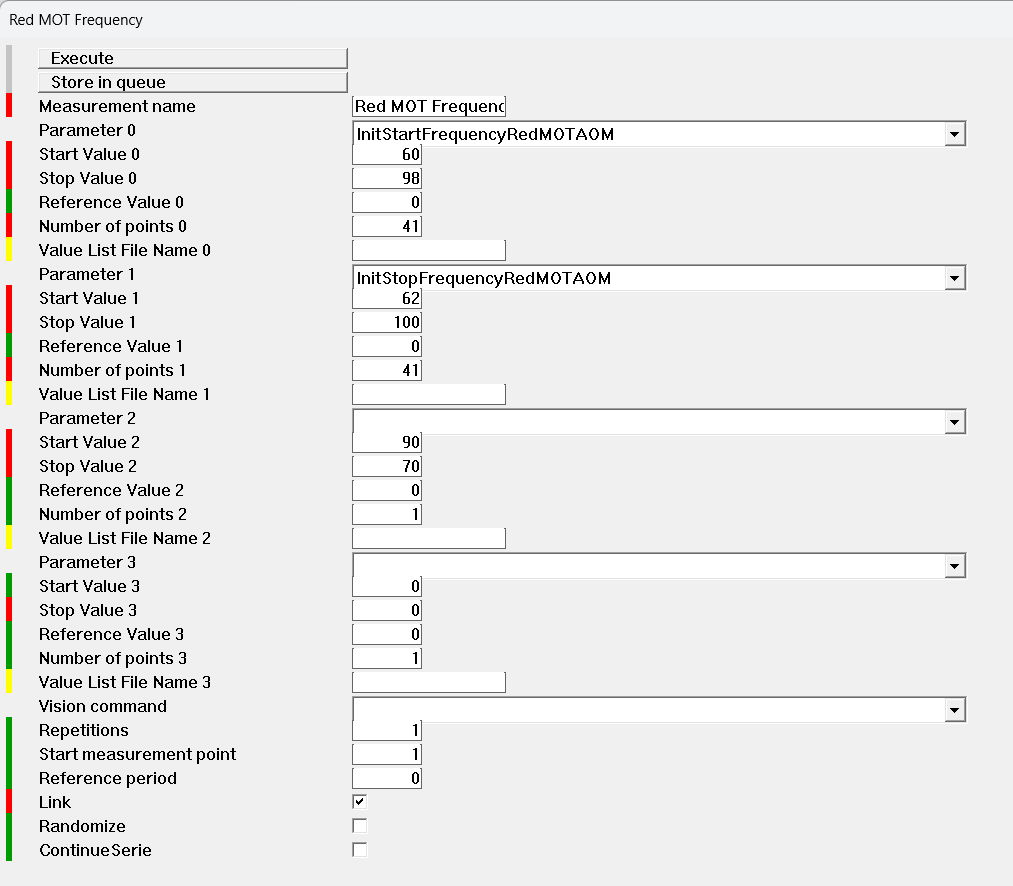 Red MOT Frequency
Execute
Store in queue
Measurement name Red MOT Frequenc
Parameter 0 InitStartFrequencyRedMOTAOM
Start Value 0 60
Stop Value 0 98
Reference Value 0 0
Number of points 0 41
Value List File Name 0
Parameter 1 InitStopFrequencyRedMOTAOM
Start Value 1 62
Stop Value 1 100
Reference Value 1 0
Number of points 1 41
Value List File Name 1
Parameter 2
Start Value 2 90
Stop Value 2 70
Reference Value 2 0
Number of points 2 1
Value List File Name 2
Parameter 3
Start Value 3 0
Stop Value 3 0
Reference Value 3 0
Number of points 3 1
Value List File Name 3
Vision command
Repetitions 1
Start measurement point 1
Reference period 0
Link
Randomize
ContinueSerie